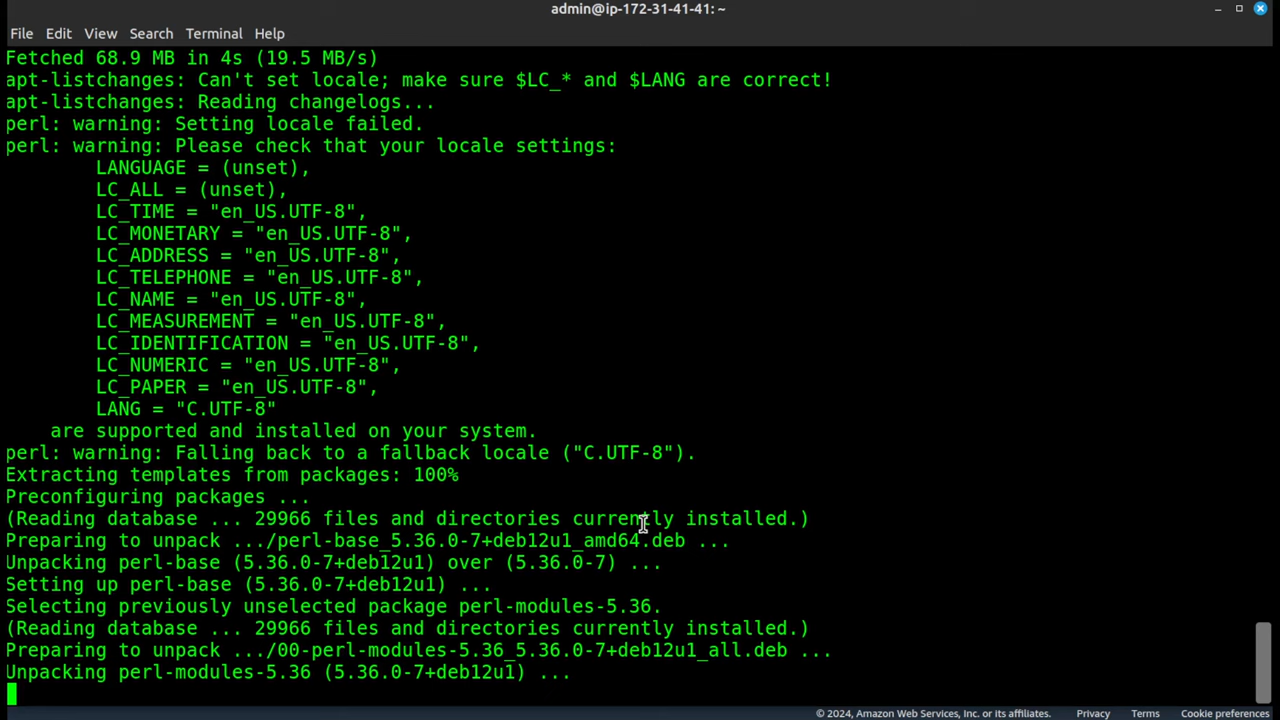 admin@ip-172-31-41-41: ~
File Edit View Search Terminal Help
Fetched 68.9 MB in 4s (19.5 MB/s)
apt-listchanges: Can't set locale; make sure $LC_* and $LANG are correct!
apt-listchanges: Reading changelogs...
perl: warning: Setting locale failed.
perl: warning: Please check that your locale settings:
LANGUAGE = (unset),
LC_ALL = (unset),
LC_TIME = "en_US.UTF-8",
LC_MONETARY = "en_US.UTF-8",
LC_ADDRESS = "en_US.UTF-8",
LC_TELEPHONE = "en_US.UTF-8",
LC_NAME = "en_US.UTF-8",
LC_MEASUREMENT = "en_US.UTF-8",
LC_IDENTIFICATION = "en_US.UTF-8",
LC_NUMERIC = "en_US.UTF-8",
LC_PAPER = "en_US.UTF-8",
LANG = "C.UTF-8"
are supported and installed on your system.
perl: warning: Falling back to a fallback locale ("C.UTF-8").
Extracting templates from packages: 100%
Preconfiguring packages ...
(Reading database ... 29966 files and directories currently installed.)
Preparing to unpack .../perl-base_5.36.0-7+deb12u1_amd64.deb ...
Unpacking perl-base (5.36.0-7+deb12u1) over (5.36.0-7) ...
Setting up perl-base (5.36.0-7+deb12u1) ...
Selecting previously unselected package perl-modules-5.36.
(Reading database ... 29966 files and directories currently installed.)
Preparing to unpack .../00-perl-modules-5.36_5.36.0-7+deb12u1_all.deb ...
Unpacking perl-modules-5.36 (5.36.0-7+deb12u1) ...
© 2024, Amazon Web Services, Inc. or its affiliates. Privacy Terms Cookie preferences